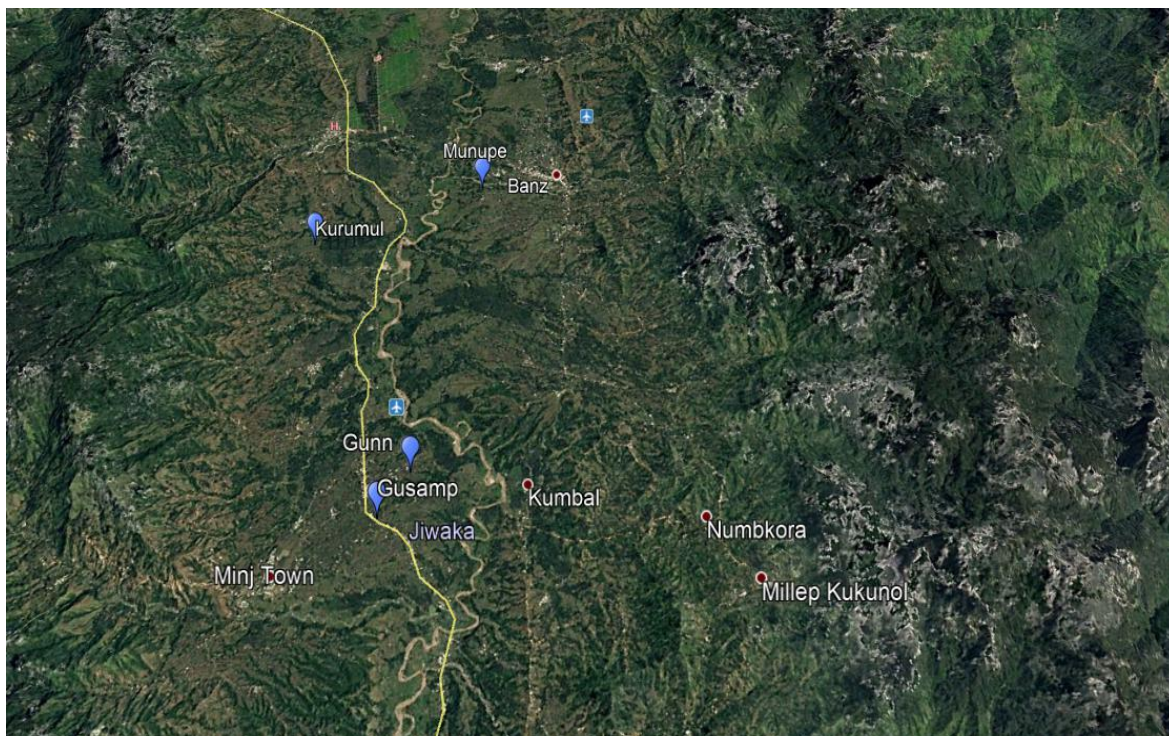 H
Munupe
Banz
Kurumul
Gunn
Gusamp
Kumbal
Jiwaka
Numbkora
Minj Town
Millep Kukunol